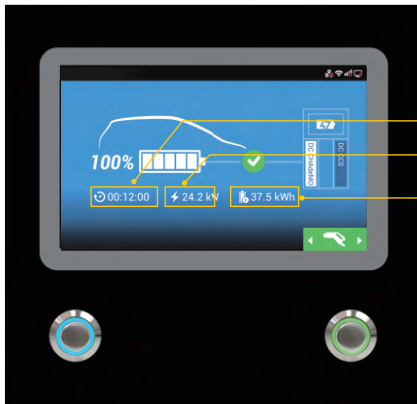 100%
DC CHAdeMO
DC CCS
00:12:00
24.2 kW
37.5 kWh